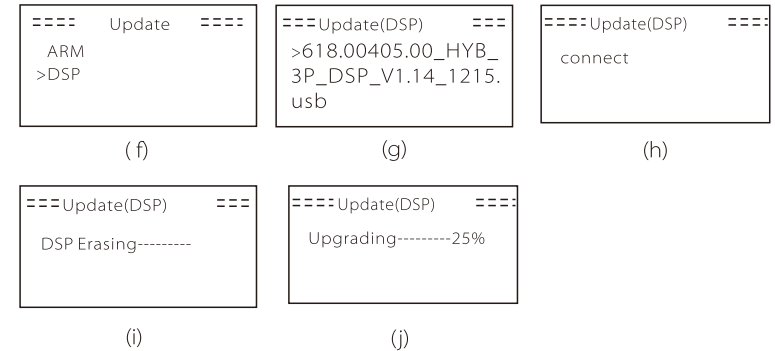 ==== Update ====
ARM
>DSP
(f)
===Update(DSP) ===
>618.00405.00_HYB_
3P_DSP_V1.14_1215.
usb
(g)
====Update(DSP) ====
connect
(h)
===Update(DSP) ===
DSP Erasing---------
(i)
====Update(DSP) ====
Upgrading---------25%
(j)